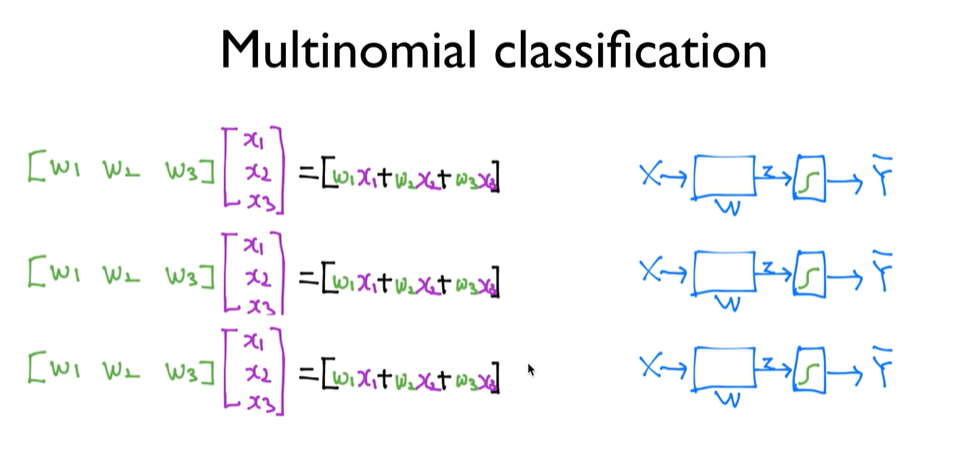 Multinomial classification
[w1 w2 w3] [x1 x2 x3] = [w1x1+w2x2+w3x3] X→ W z→ S → Ȳ
[w1 w2 w3] [x1 x2 x3] = [w1x1+w2x2+w3x3] X→ W z→ S → Ȳ
[w1 w2 w3] [x1 x2 x3] = [w1x1+w2x2+w3x3] X→ W z→ S → Ȳ